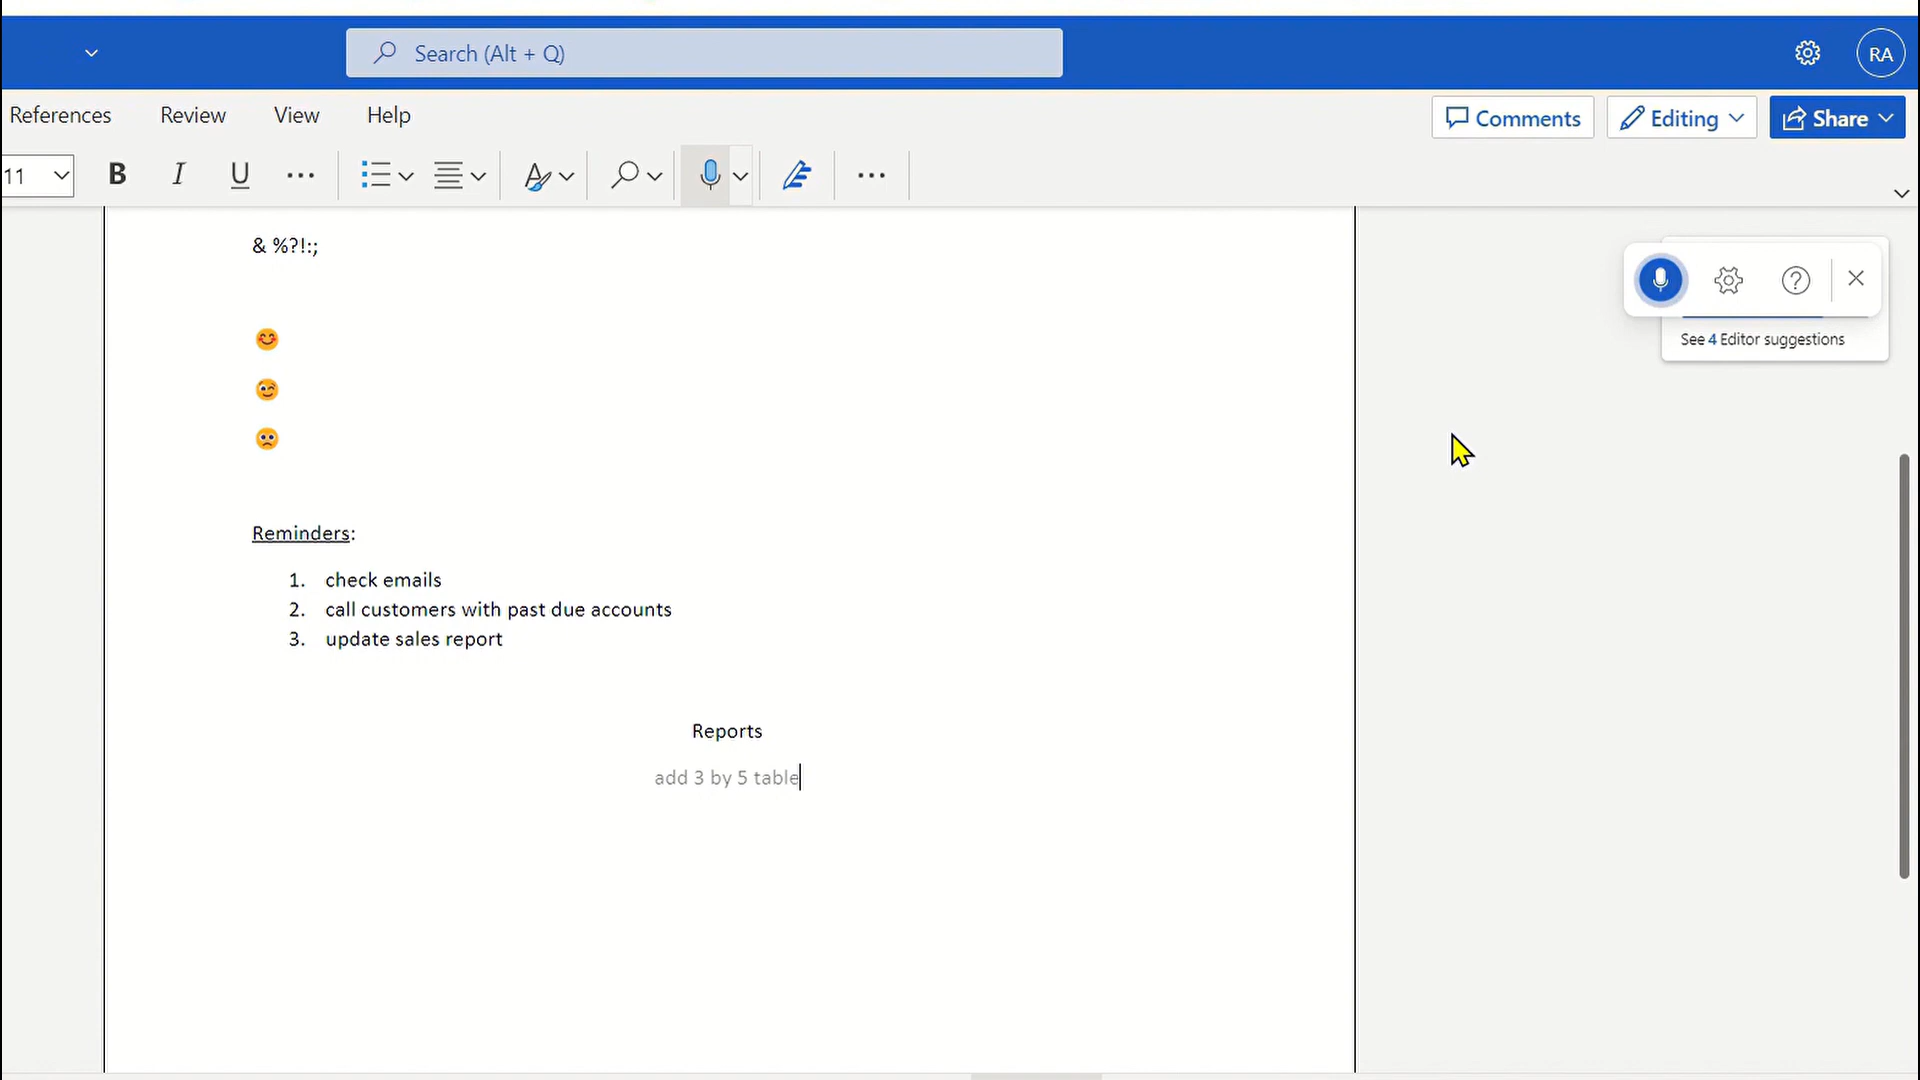 Search (Alt + Q)
RA
References Review View Help
Comments Editing Share
11 B I U
& %?!:;
😊
😉
🙁
See 4 Editor suggestions
Reminders:
1. check emails
2. call customers with past due accounts
3. update sales report
Reports
add 3 by 5 table